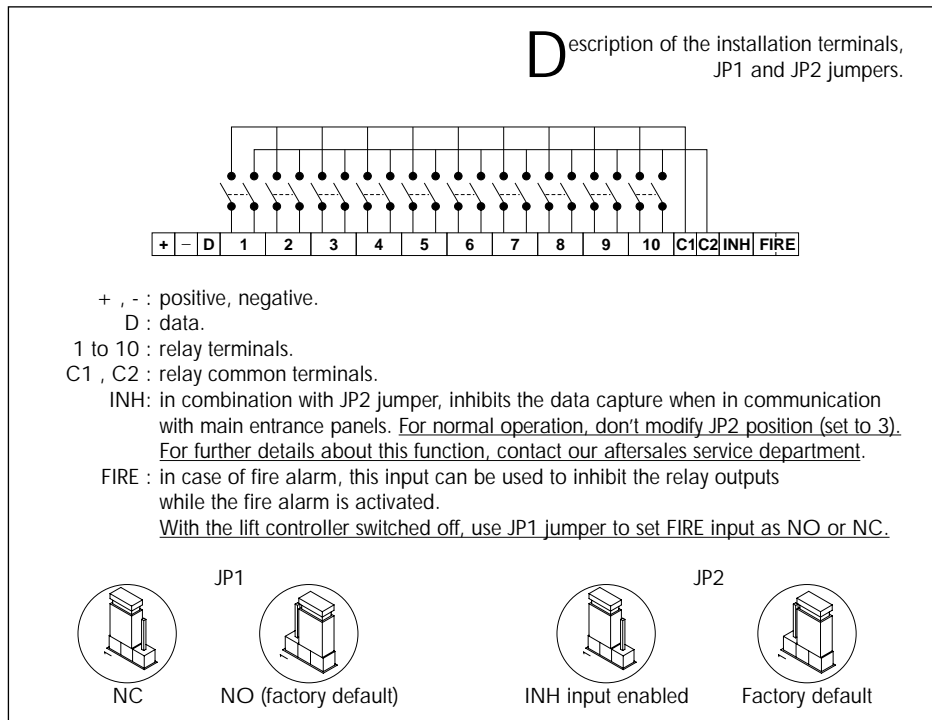 Description of the installation terminals,
JP1 and JP2 jumpers.
+ – D 1 2 3 4 5 6 7 8 9 10 C1 C2 INH FIRE
+ , - : positive, negative.
D : data.
1 to 10 : relay terminals.
C1 , C2 : relay common terminals.
INH: in combination with JP2 jumper, inhibits the data capture when in communication
with main entrance panels. For normal operation, don't modify JP2 position (set to 3).
For further details about this function, contact our aftersales service department.
FIRE : in case of fire alarm, this input can be used to inhibit the relay outputs
while the fire alarm is activated.
With the lift controller switched off, use JP1 jumper to set FIRE input as NO or NC.
JP1 JP2
1 1 1 1
NC NO (factory default) INH input enabled Factory default